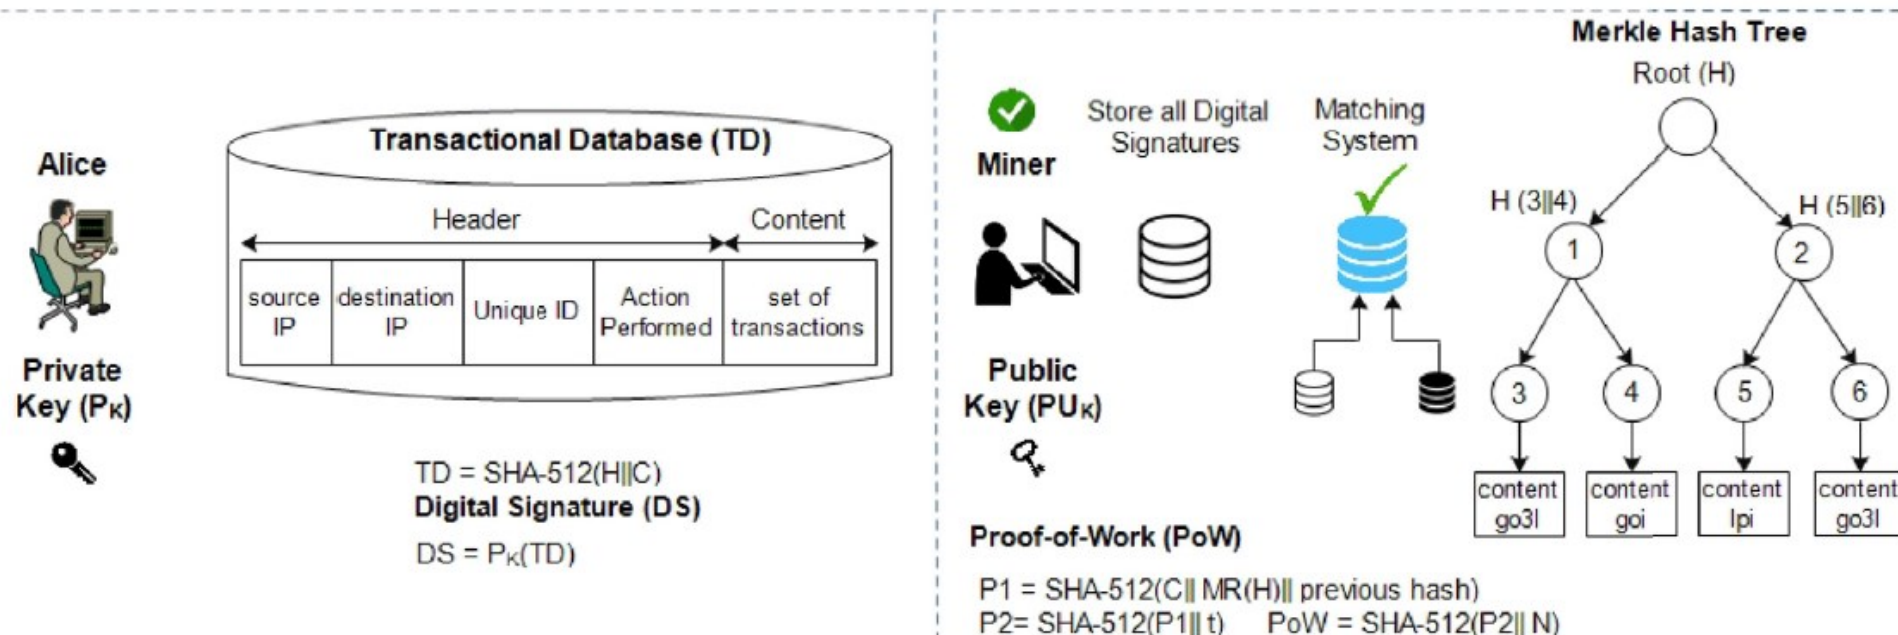 Alice
Private
Key (PK)
Transactional Database (TD)
Header
Content
source
IP
destination
IP
Unique ID
Action
Performed
set of
transactions
TD = SHA-512(H||C)
Digital Signature (DS)
DS = PK(TD)
Miner
Store all Digital
Signatures
Matching
System
Public
Key (PUK)
Merkle Hash Tree
Root (H)
H (3||4)
H (5||6)
1
2
3
4
5
6
content
go3l
content
goi
content
lpi
content
go3l
Proof-of-Work (PoW)
P1 = SHA-512(C|| MR(H)|| previous hash)
P2= SHA-512(P1|| t) PoW = SHA-512(P2|| N)